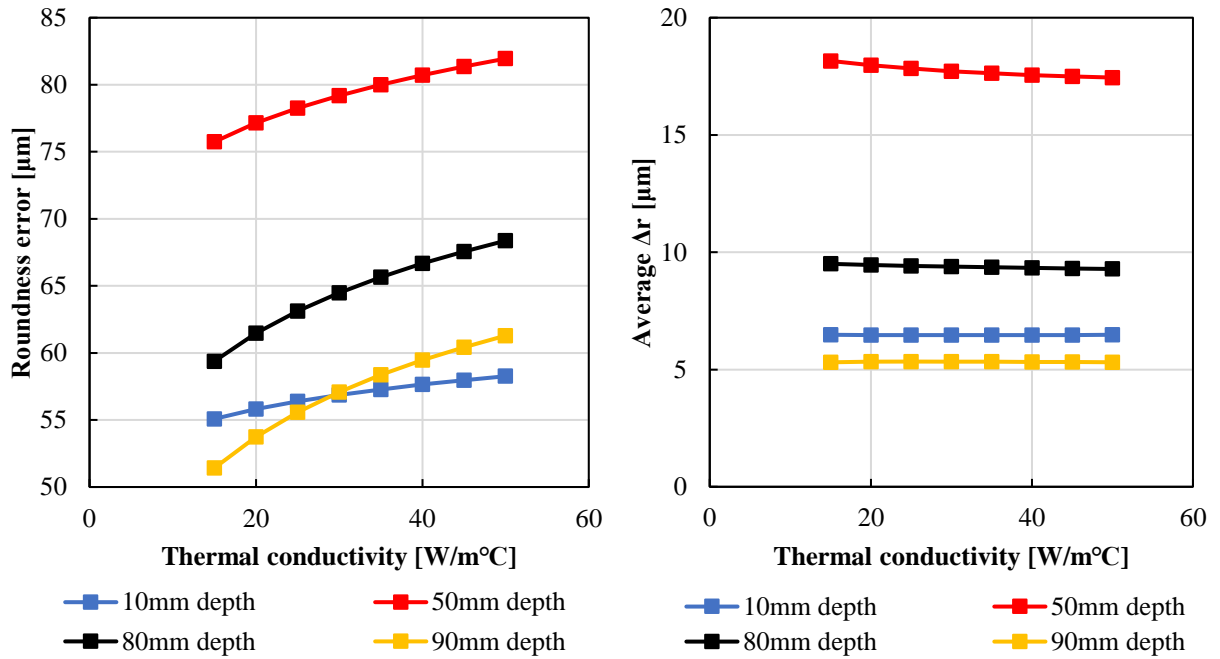 85
80
75
70
65
60
55
50
Roundness error [µm]
0
20
40
60
Thermal conductivity [W/m℃]
10mm depth
50mm depth
80mm depth
90mm depth
20
15
10
5
0
Average Δr [µm]
0
20
40
60
Thermal conductivity [W/m℃]
10mm depth
50mm depth
80mm depth
90mm depth